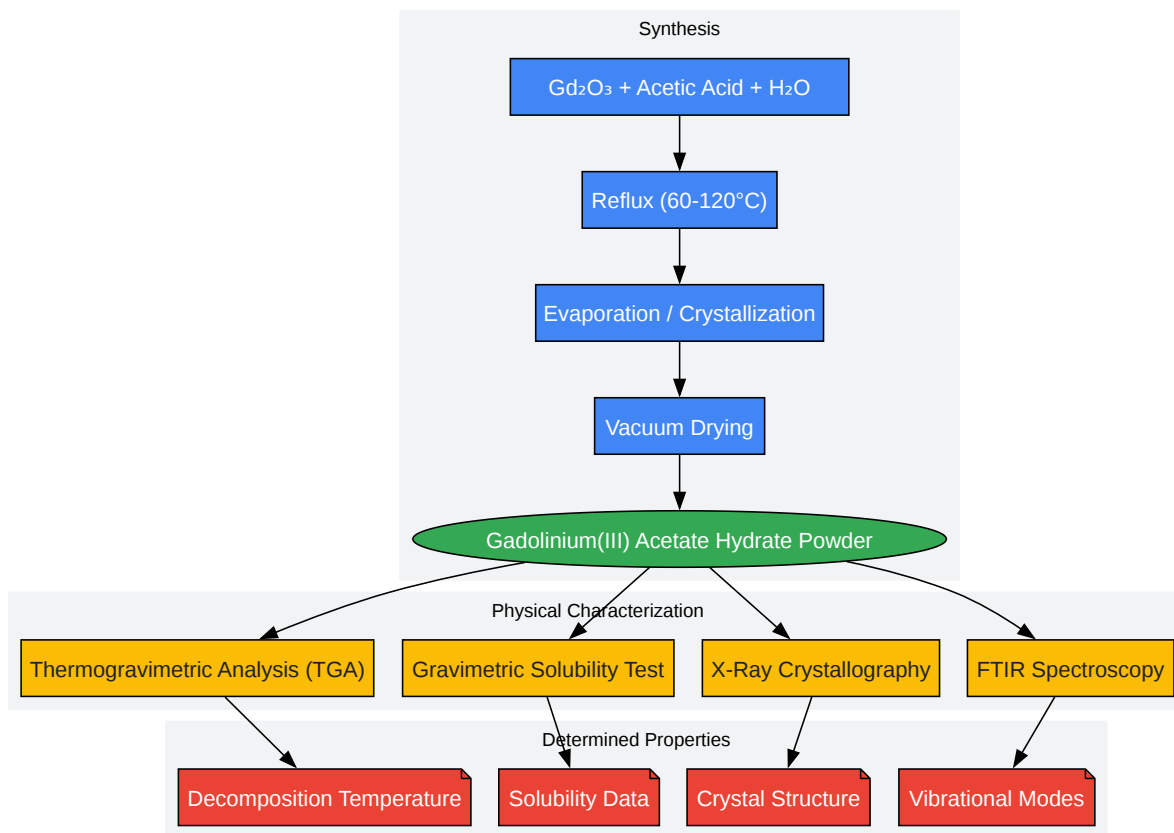 Synthesis
Gd₂O₃ + Acetic Acid + H₂O
Reflux (60-120°C)
Evaporation / Crystallization
Vacuum Drying
Gadolinium(III) Acetate Hydrate Powder
Physical Characterization
Thermogravimetric Analysis (TGA)
Gravimetric Solubility Test
X-Ray Crystallography
FTIR Spectroscopy
Determined Properties
Decomposition Temperature
Solubility Data
Crystal Structure
Vibrational Modes